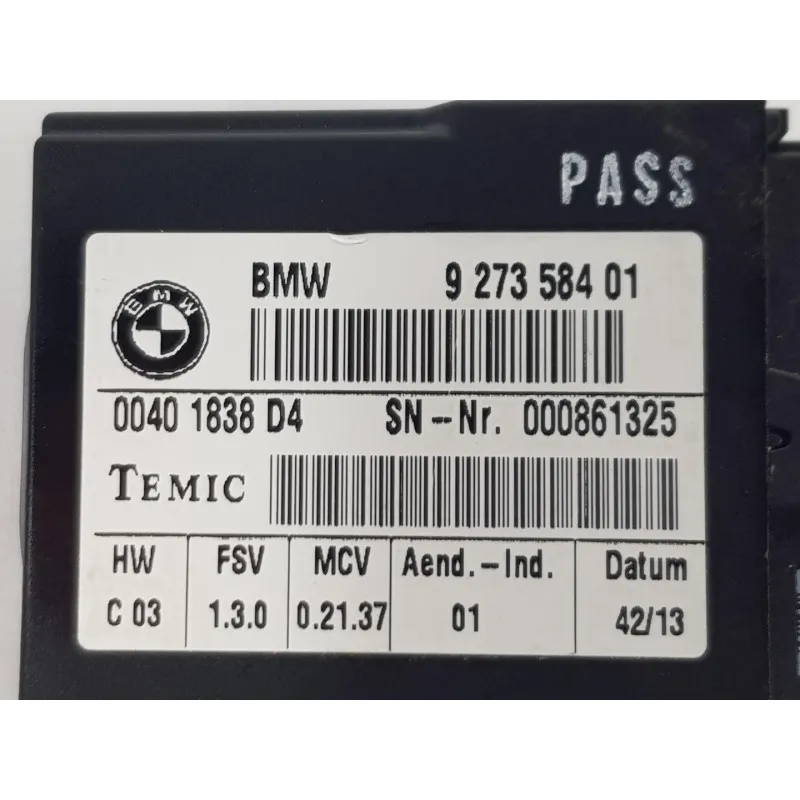 PASS
BMW 9 273 584 01
BMW
0040 1838 D4 SN-Nr. 000861325
TEMIC
HW FSV MCV Aend.-Ind. Datum
C 03 1.3.0 0.21.37 01 42/13